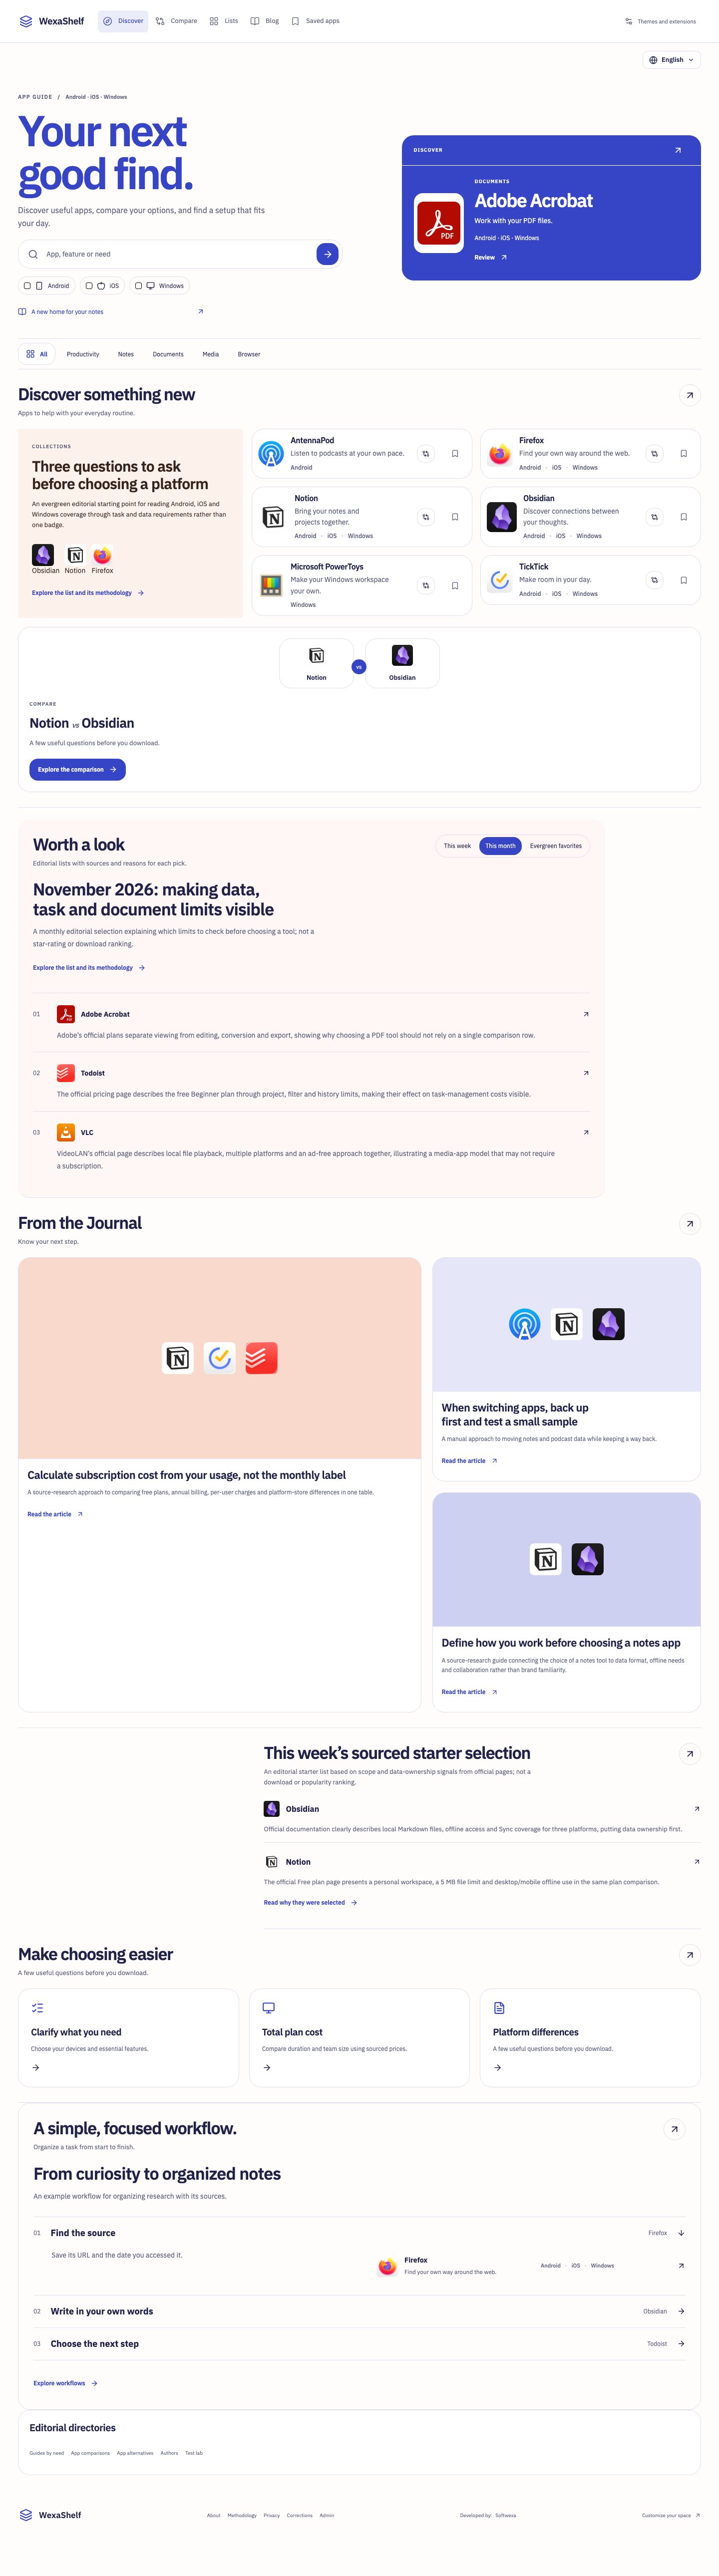 WexaShelf
Discover
Compare
Lists
Blog
Saved apps
Themes and extensions
English
APP GUIDE / Android · iOS · Windows
Your next
good find.
Discover useful apps, compare your options, and find a setup that fits
your day.
App, feature or need
Android
iOS
Windows
A new home for your notes
DISCOVER
DOCUMENTS
Adobe Acrobat
Work with your PDF files.
Android · iOS · Windows
Review
PDF
All
Productivity
Notes
Documents
Media
Browser
Discover something new
Apps to help with your everyday routine.
COLLECTIONS
Three questions to ask
before choosing a platform
An evergreen editorial starting point for reading Android, iOS and
Windows coverage through task and data requirements rather than
one badge.
Obsidian
Notion
Firefox
Explore the list and its methodology
AntennaPod
Listen to podcasts at your own pace.
Android
Firefox
Find your own way around the web.
Android · iOS · Windows
Notion
Bring your notes and
projects together.
Android · iOS · Windows
Obsidian
Discover connections between
your thoughts.
Android · iOS · Windows
Microsoft PowerToys
Make your Windows workspace
your own.
Windows
TickTick
Make room in your day.
Android · iOS · Windows
Notion
VS
Obsidian
COMPARE
Notion vs Obsidian
A few useful questions before you download.
Explore the comparison
Worth a look
Editorial lists with sources and reasons for each pick.
This week
This month
Evergreen favorites
November 2026: making data,
task and document limits visible
A monthly editorial selection explaining which limits to check before choosing a tool; not a
star-rating or download ranking.
Explore the list and its methodology
01
Adobe Acrobat
Adobe’s official plans separate viewing from editing, conversion and export, showing why choosing a PDF tool should not rely on a single comparison row.
02
Todoist
The official pricing page describes the free Beginner plan through project, filter and history limits, making their effect on task-management costs visible.
03
VLC
VideoLAN’s official page describes local file playback, multiple platforms and an ad-free approach together, illustrating a media-app model that may not require
a subscription.
From the Journal
Know your next step.
Calculate subscription cost from your usage, not the monthly label
A source-research approach to comparing free plans, annual billing, per-user charges and platform-store differences in one table.
Read the article
When switching apps, back up
first and test a small sample
A manual approach to moving notes and podcast data while keeping a way back.
Read the article
Define how you work before choosing a notes app
A source-research guide connecting the choice of a notes tool to data format, offline needs
and collaboration rather than brand familiarity.
Read the article
This week’s sourced starter selection
An editorial starter list based on scope and data-ownership signals from official pages; not a
download or popularity ranking.
Obsidian
Official documentation clearly describes local Markdown files, offline access and Sync coverage for three platforms, putting data ownership first.
Notion
The official Free plan page presents a personal workspace, a 5 MB file limit and desktop/mobile offline use in the same plan comparison.
Read why they were selected
Make choosing easier
A few useful questions before you download.
Clarify what you need
Choose your devices and essential features.
Total plan cost
Compare duration and team size using sourced prices.
Platform differences
A few useful questions before you download.
A simple, focused workflow.
Organize a task from start to finish.
From curiosity to organized notes
An example workflow for organizing research with its sources.
01
Find the source
Firefox
Save its URL and the date you accessed it.
Firefox
Find your own way around the web.
Android · iOS · Windows
02
Write in your own words
Obsidian
03
Choose the next step
Todoist
Explore workflows
Editorial directories
Guides by need
App comparisons
App alternatives
Authors
Test lab
WexaShelf
About
Methodology
Privacy
Corrections
Admin
Developed by: Softwexa
Customize your space